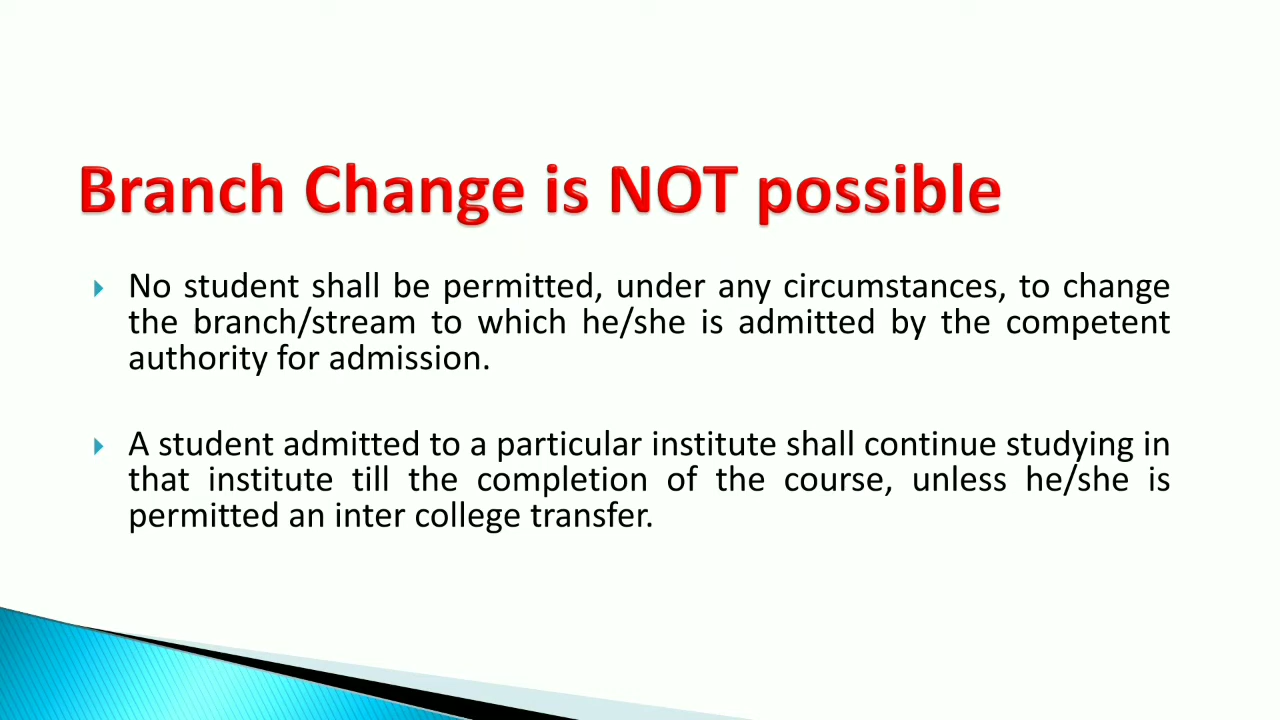 Branch Change is NOT possible
No student shall be permitted, under any circumstances, to change
the branch/stream to which he/she is admitted by the competent
authority for admission.
A student admitted to a particular institute shall continue studying in
that institute till the completion of the course, unless he/she is
permitted an inter college transfer.